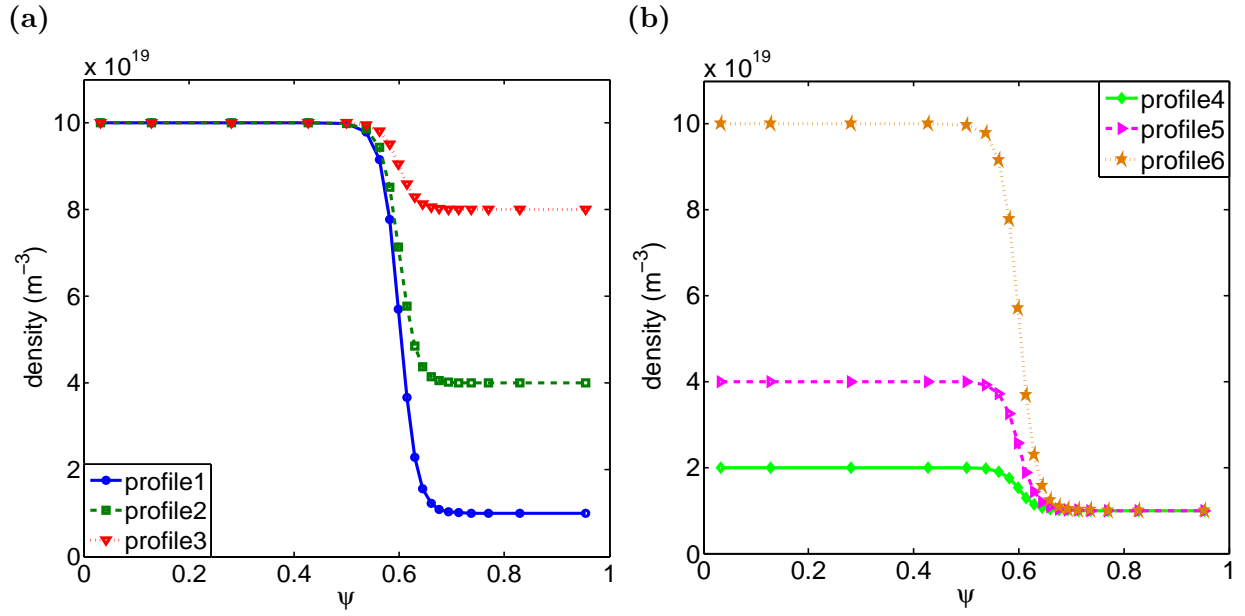 (a)
x 10^19
density (m^−3)
10
8
6
4
2
0
0 0.2 0.4 0.6 0.8 1
ψ
profile1
profile2
profile3
(b)
x 10^19
density (m^−3)
10
8
6
4
2
0
0 0.2 0.4 0.6 0.8 1
ψ
profile4
profile5
profile6